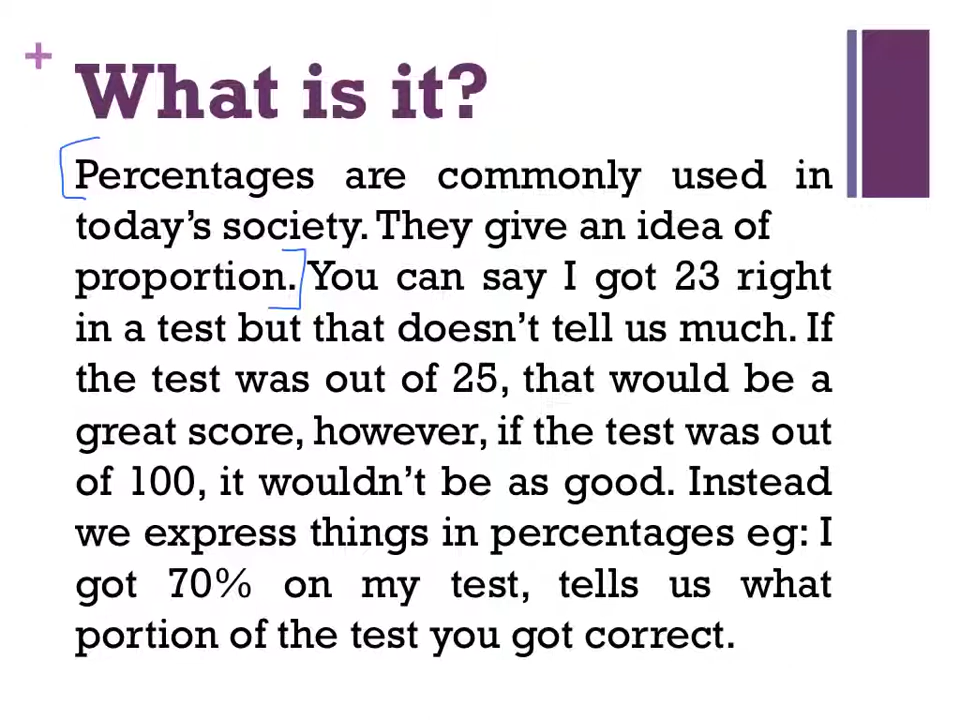 +
What is it?
Percentages are commonly used in
today’s society. They give an idea of
proportion. You can say I got 23 right
in a test but that doesn’t tell us much. If
the test was out of 25, that would be a
great score, however, if the test was out
of 100, it wouldn’t be as good. Instead
we express things in percentages eg: I
got 70% on my test, tells us what
portion of the test you got correct.